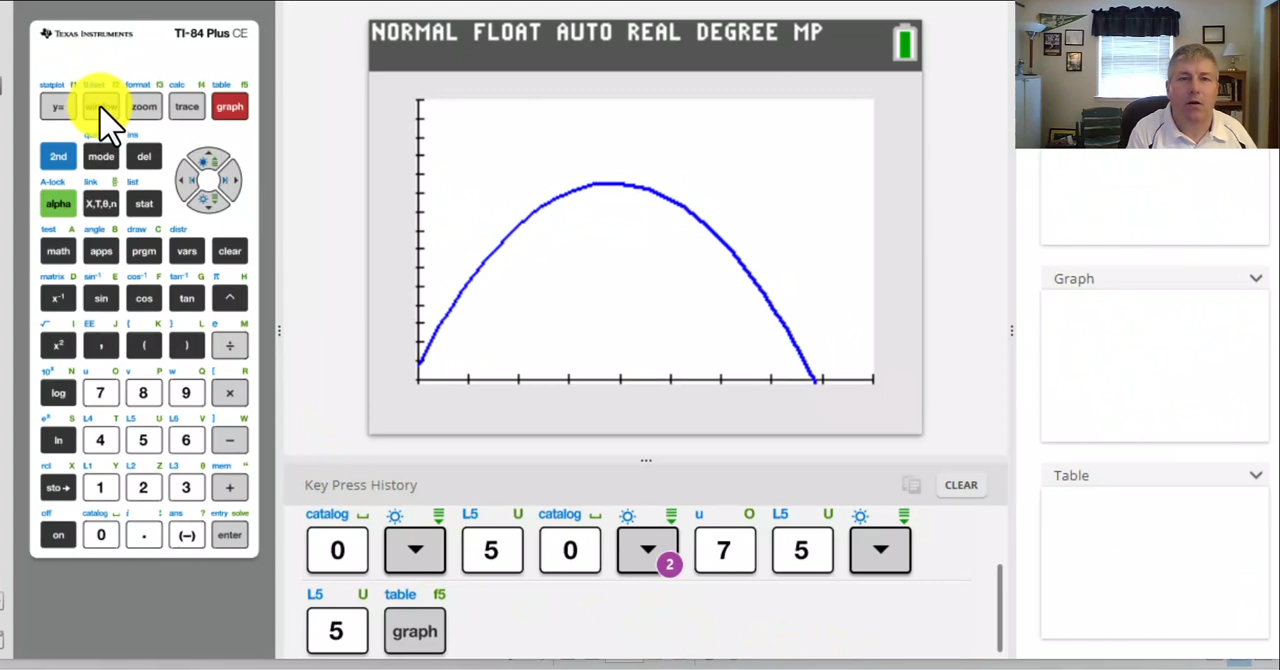 TEXAS INSTRUMENTS TI-84 Plus CE
NORMAL FLOAT AUTO REAL DEGREE MP
statplot f1 f2 format f3 calc f4 table f5
y= window zoom trace graph
ins
2nd mode del
A-lock link list
alpha X,T,θ,n stat
test A angle B draw C distr
math apps prgm vars clear
matrix D sin⁻¹ E cos⁻¹ F tan⁻¹ G π H
x⁻¹ sin cos tan ^
√ I EE J { K } L e M
x² , ( ) ÷
10ˣ N u O v P w Q [ R
log 7 8 9 ×
eˣ S L4 T L5 U L6 V ] W
ln 4 5 6 −
rcl X L1 Y L2 Z L3 θ mem "
sto→ 1 2 3 +
off catalog ⎵ i : ans ? entry solve
on 0 . (−) enter
Graph
Table
Key Press History CLEAR
catalog ⎵ L5 U catalog ⎵ u O L5 U
0 5 0 2 7 5
L5 U table f5
5 graph